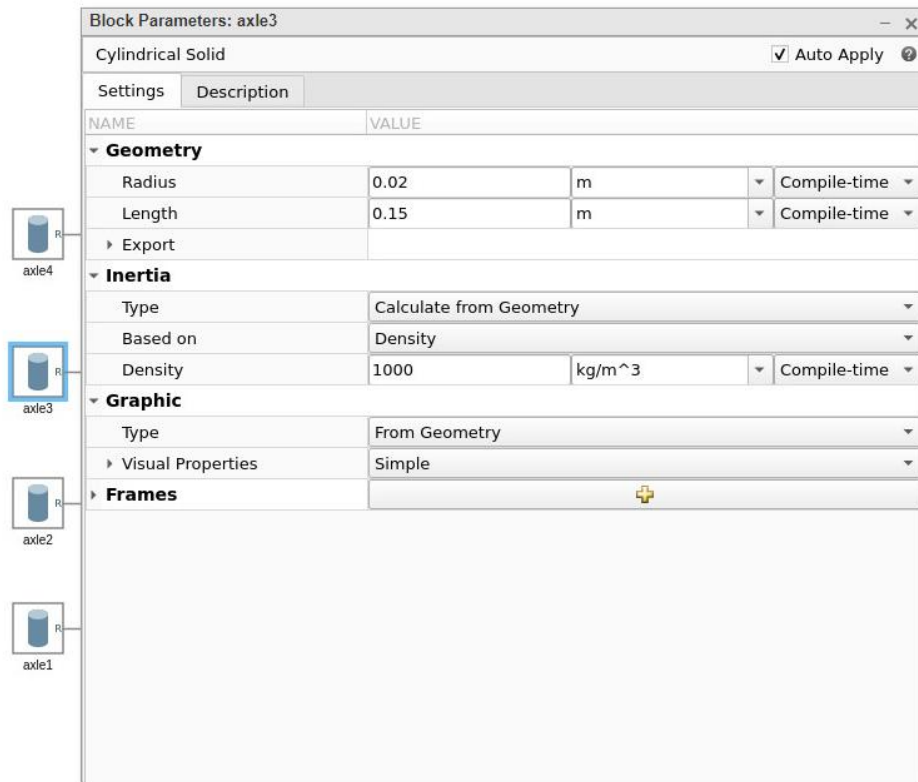 Block Parameters: axle3
Cylindrical Solid
Auto Apply
Settings
Description
NAME VALUE
Geometry
Radius 0.02 m Compile-time
Length 0.15 m Compile-time
Export
Inertia
Type Calculate from Geometry
Based on Density
Density 1000 kg/m^3 Compile-time
Graphic
Type From Geometry
Visual Properties Simple
Frames
R
axle4
R
axle3
R
axle2
R
axle1